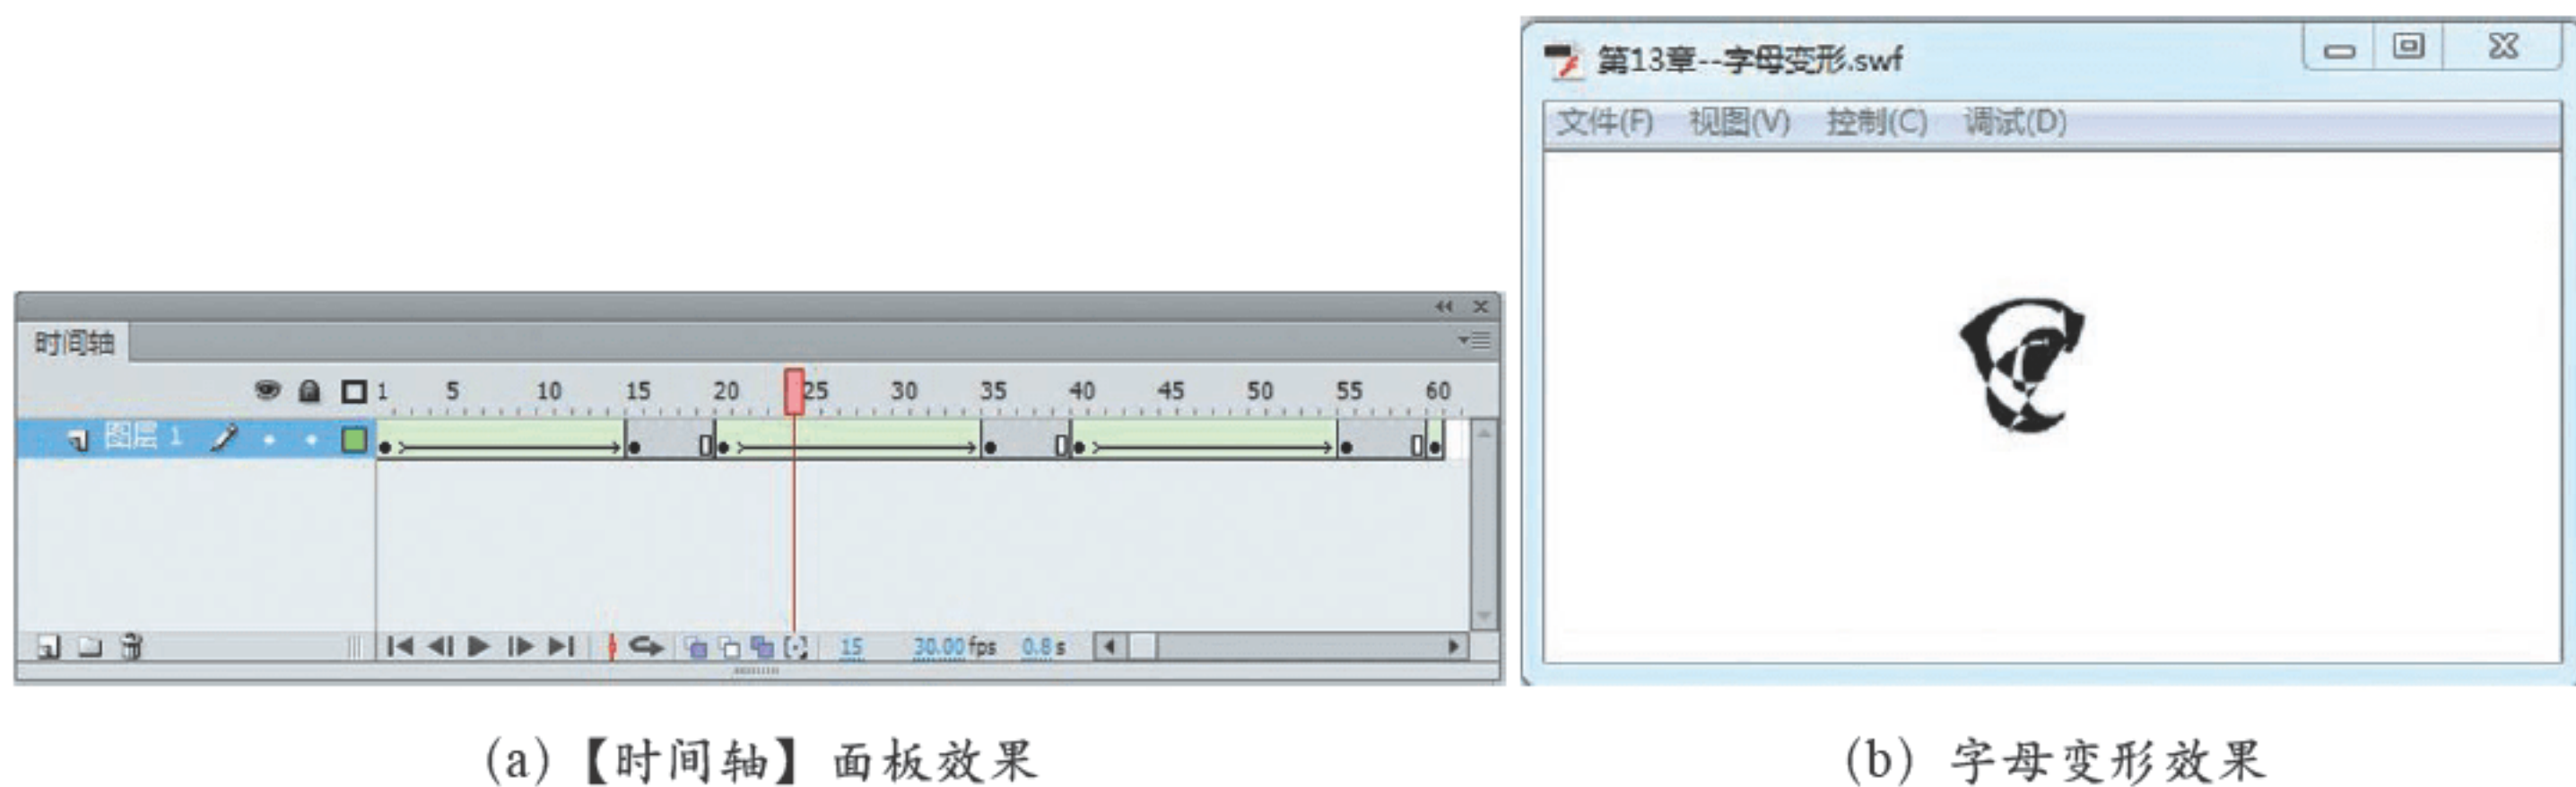 第13章--字母变形.swf
文件(F) 视图(V) 控制(C) 调试(D)
时间轴
1 5 10 15 20 25 30 35 40 45 50 55 60
图层 1
15 30.00 fps 0.8 s
(a)【时间轴】面板效果
(b) 字母变形效果